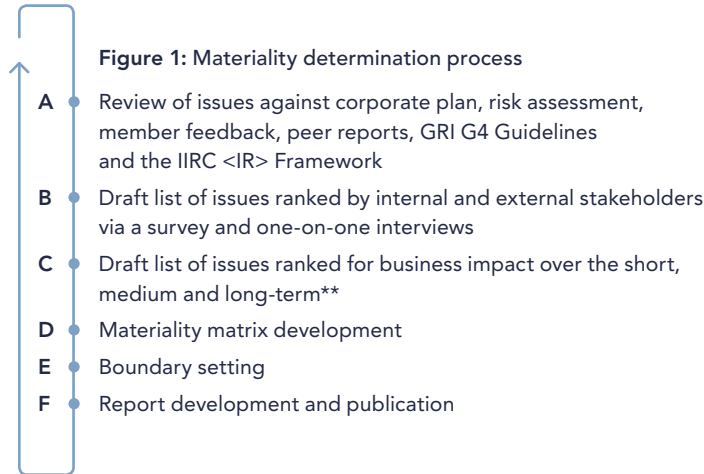 Figure 1: Materiality determination process
A Review of issues against corporate plan, risk assessment,
member feedback, peer reports, GRI G4 Guidelines
and the IIRC <IR> Framework
B Draft list of issues ranked by internal and external stakeholders
via a survey and one-on-one interviews
C Draft list of issues ranked for business impact over the short,
medium and long-term**
D Materiality matrix development
E Boundary setting
F Report development and publication